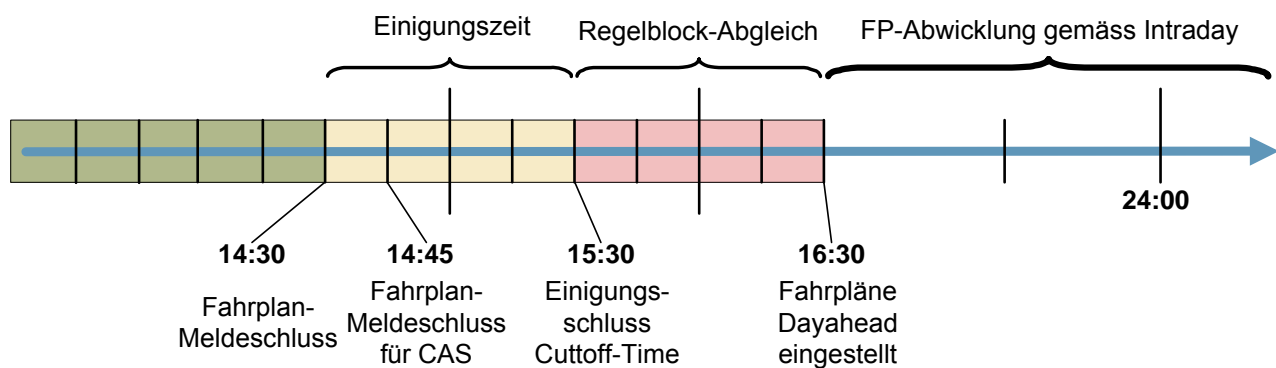 Einigungszeit
Regelblock-Abgleich
FP-Abwicklung gemäss Intraday
24:00
14:30
Fahrplan-
Meldeschluss
14:45
Fahrplan-
Meldeschluss
für CAS
15:30
Einigungs-
schluss
Cuttoff-Time
16:30
Fahrpläne
Dayahead
eingestellt